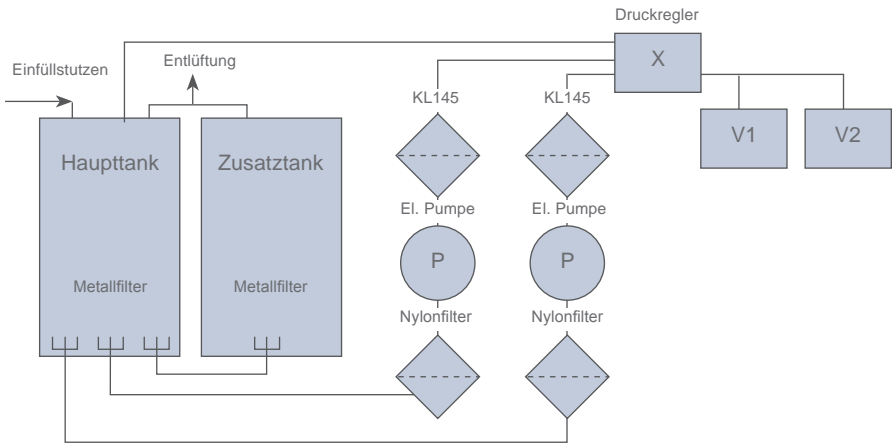 Druckregler
X
Einfüllstutzen
Entlüftung
KL145
KL145
V1
V2
Haupttank
Zusatztank
El. Pumpe
El. Pumpe
P
P
Metallfilter
Metallfilter
Nylonfilter
Nylonfilter